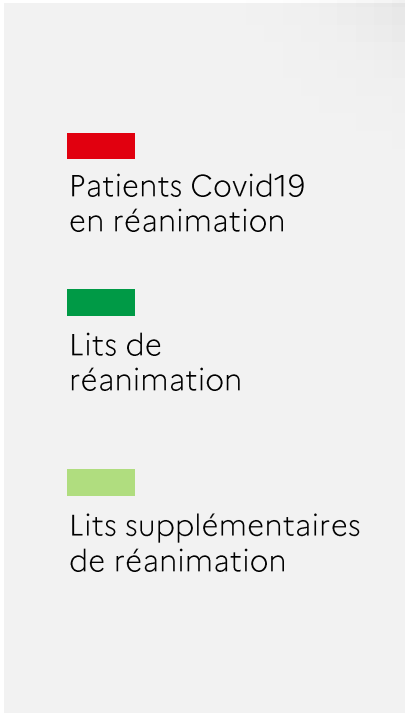 Patients Covid19
en réanimation
Lits de
réanimation
Lits supplémentaires
de réanimation